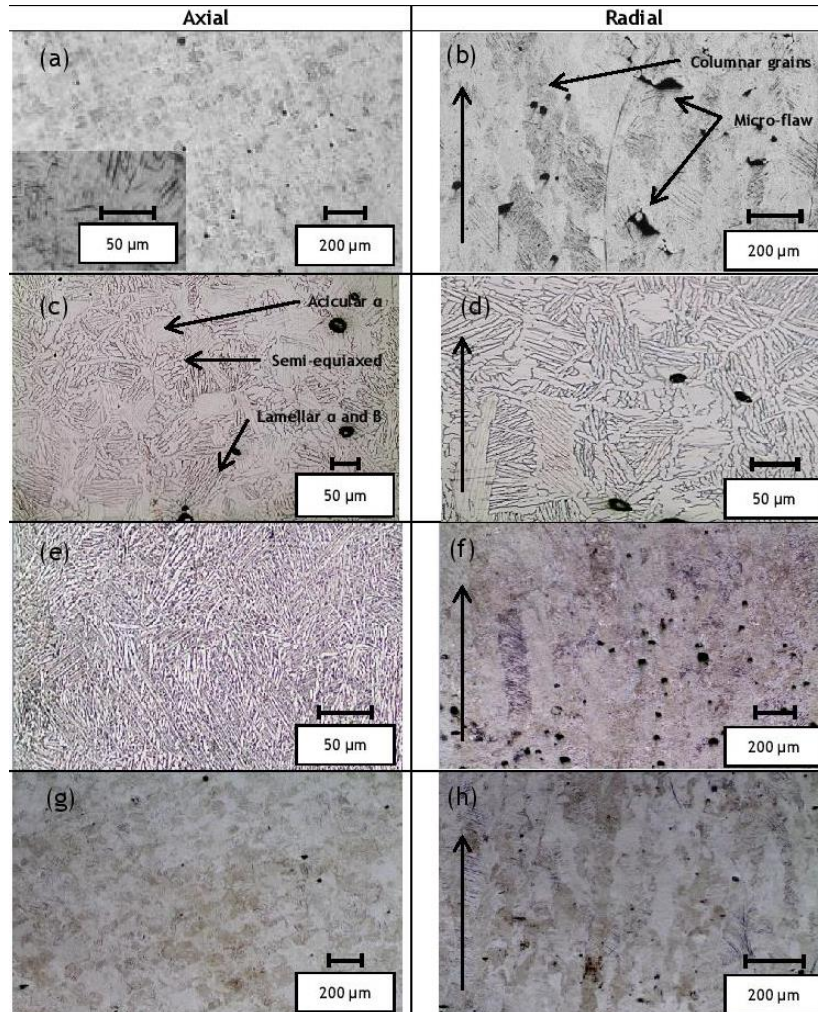 Axial
Radial
(a)
50 μm
200 μm
(b)
Columnar grains
Micro-flaw
200 μm
(c)
Acicular α
Semi-equiaxed
Lamellar α and β
50 μm
(d)
50 μm
(e)
50 μm
(f)
200 μm
(g)
200 μm
(h)
200 μm